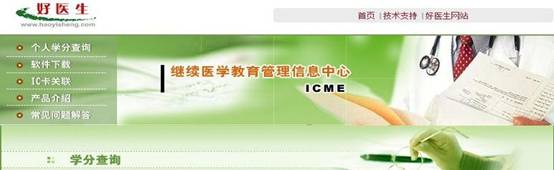 好医生
www.haoyisheng.com
首页 | 技术支持 | 好医生网站
个人学分查询
软件下载
IC卡关联
产品介绍
常见问题解答
继续医学教育管理信息中心
ICME
学分查询